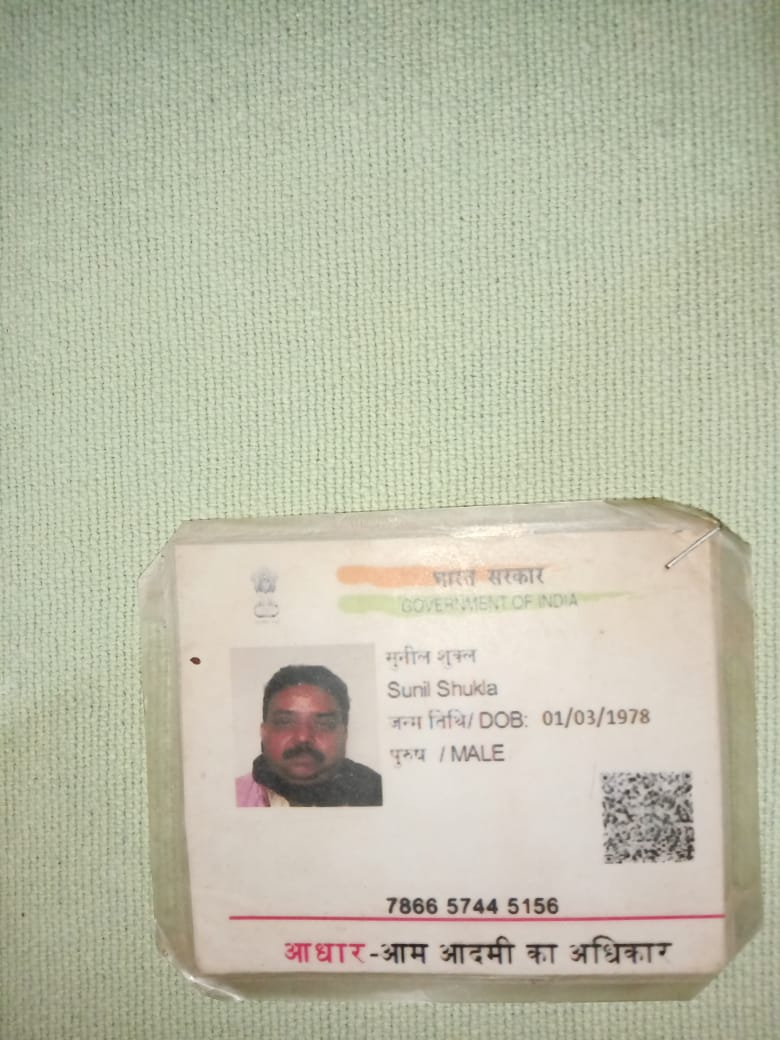 भारत सरकार
GOVERNMENT OF INDIA
सुनील शुक्ल
Sunil Shukla
जन्म तिथि/ DOB: 01/03/1978
पुरुष / MALE
7866 5744 5156
आधार-आम आदमी का अधिकार